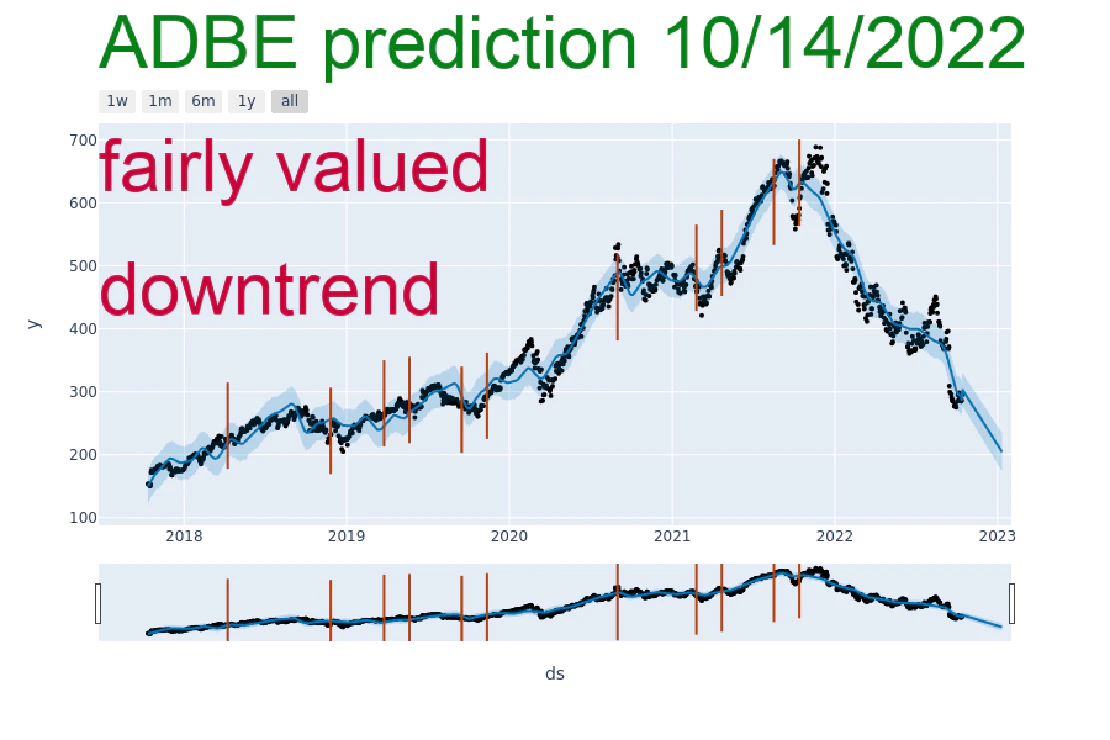 ADBE prediction 10/14/2022
1w 1m 6m 1y all
700
fairly valued
600
500
downtrend
400
y
300
200
100
2018 2019 2020 2021 2022 2023
ds